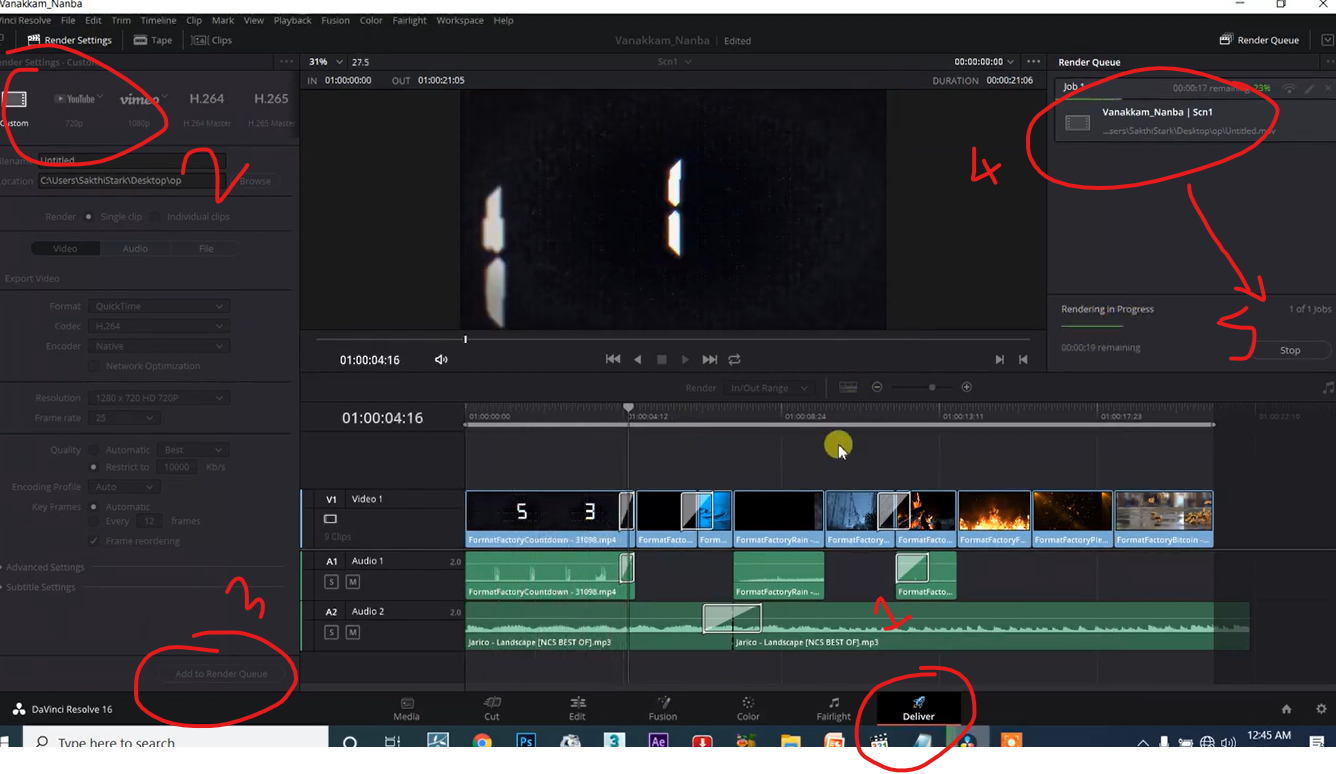 Vanakkam_Nanba
Vinci Resolve File Edit Trim Timeline Clip Mark View Playback Fusion Color Fairlight Workspace Help
Render Settings Tape Clips Vanakkam_Nanba Edited Render Queue
nder Settings - Custo 31% 27.5 Scn1 00:00:00:00 Render Queue
IN 01:00:00:00 OUT 01:00:21:05 DURATION 00:00:21:06
Job 1 00:00:17 remaining 23%
YouTube vimeo H.264 H.265
Custom 720p 1080p H.264 Master H.265 Master
Vanakkam_Nanba | Scn1
...sers\SakthiStark\Desktop\op\Untitled.mov
ilename Untitled
ocation C:\Users\SakthiStark\Desktop\op Browse
2
4
Render Single clip Individual clips
Video Audio File
Export Video
Format QuickTime
Codec H.264
Encoder Native
Network Optimization
Rendering in Progress 1 of 1 Jobs
00:00:19 remaining Stop
5
01:00:04:16
Resolution 1280 x 720 HD 720P
Frame rate 25
Render In/Out Range
01:00:04:16 01:00:00:00 01:00:04:12 01:00:08:24 01:00:13:11 01:00:17:23 01:00:22:10
Quality Automatic Best
Restrict to 10000 Kb/s
Encoding Profile Auto
Key Frames Automatic
Every 12 frames
Frame reordering
Advanced Settings
Subtitle Settings
V1 Video 1
5 3
9 Clips
FormatFactoryCountdown - 31098.mp4 FormatFacto... Form... FormatFactoryRain -... FormatFactory... FormatFacto... FormatFactoryF... FormatFactoryPle... FormatFactoryBitcoin -...
A1 Audio 1 2.0
S M
FormatFactoryCountdown - 31098.mp4 FormatFactoryRain -... FormatFacto...
A2 Audio 2 2.0
S M
Jarico - Landscape [NCS BEST OF].mp3 Jarico - Landscape [NCS BEST OF].mp3
3
1
Add to Render Queue
DaVinci Resolve 16 Media Cut Edit Fusion Color Fairlight Deliver
Type here to search Ps 3 Ae 12:45 AM